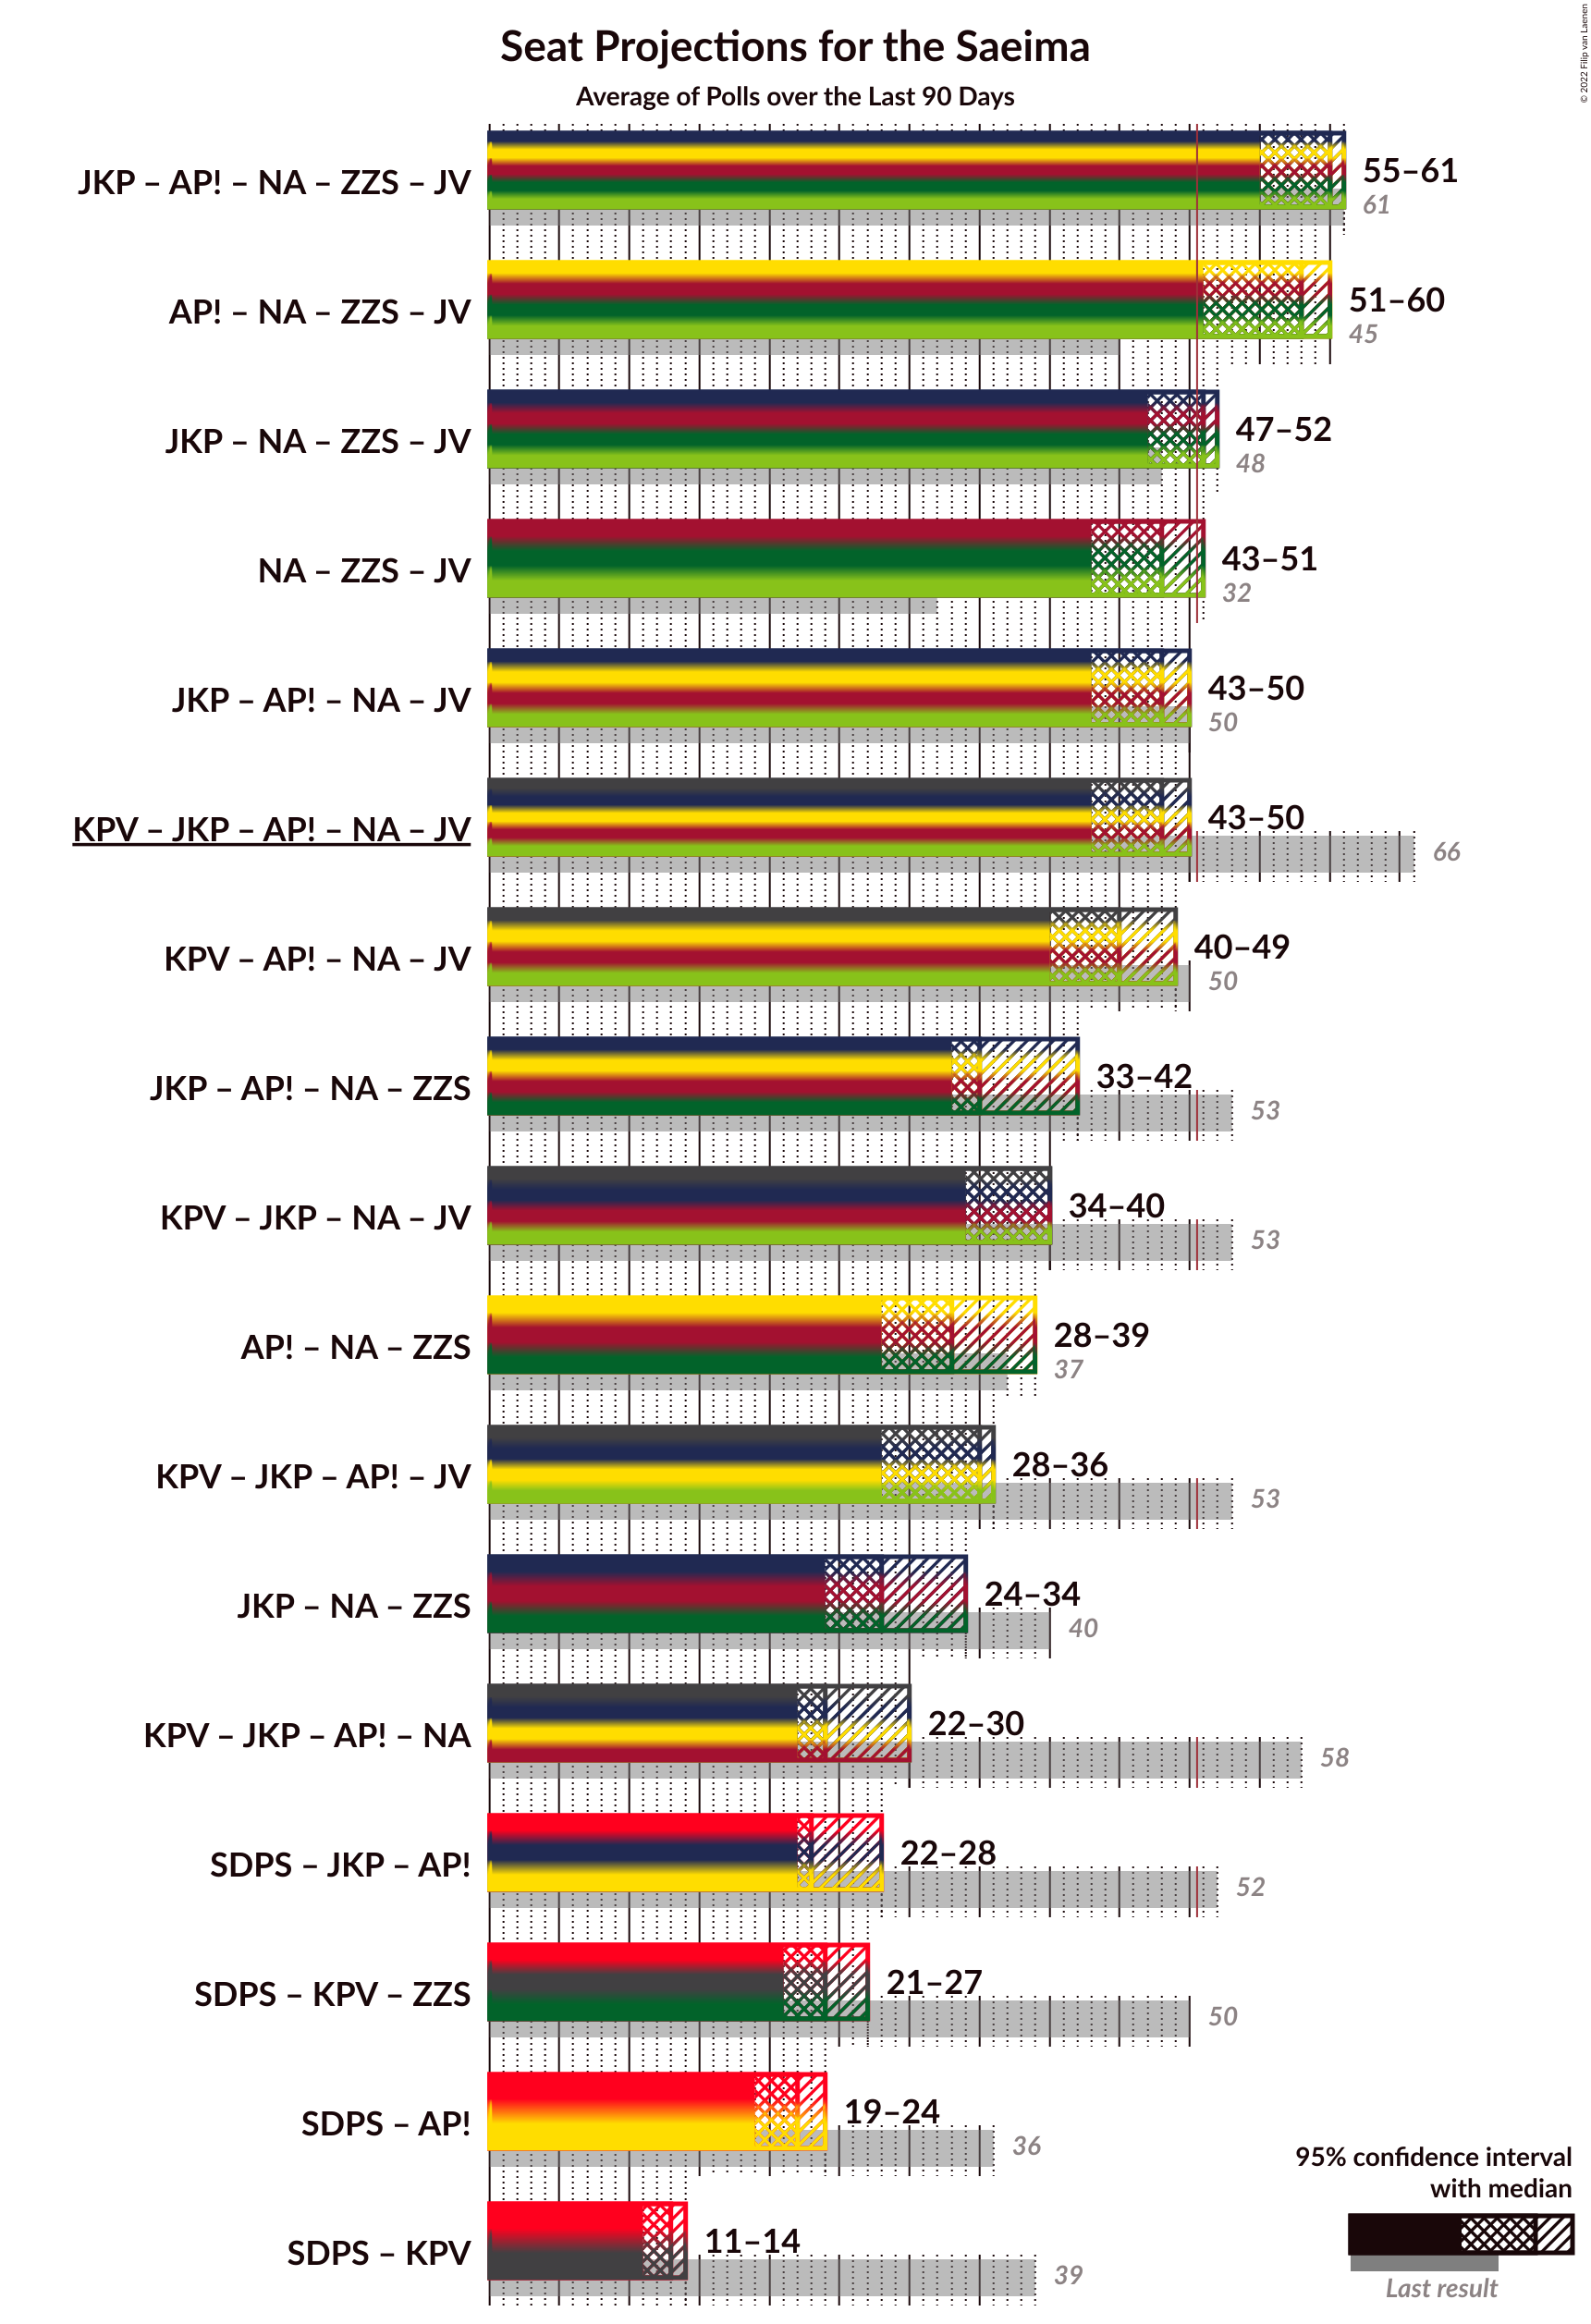 Seat Projections for the Saeima
Average of Polls over the Last 90 Days
© 2022 Filip van Laenen
JKP – AP! – NA – ZZS – JV
55–61
61
AP! – NA – ZZS – JV
51–60
45
JKP – NA – ZZS – JV
47–52
48
NA – ZZS – JV
43–51
32
JKP – AP! – NA – JV
43–50
50
KPV – JKP – AP! – NA – JV
43–50
66
KPV – AP! – NA – JV
40–49
50
JKP – AP! – NA – ZZS
33–42
53
KPV – JKP – NA – JV
34–40
53
AP! – NA – ZZS
28–39
37
KPV – JKP – AP! – JV
28–36
53
JKP – NA – ZZS
24–34
40
KPV – JKP – AP! – NA
22–30
58
SDPS – JKP – AP!
22–28
52
SDPS – KPV – ZZS
21–27
50
SDPS – AP!
19–24
36
SDPS – KPV
11–14
39
95% confidence interval
with median
Last result